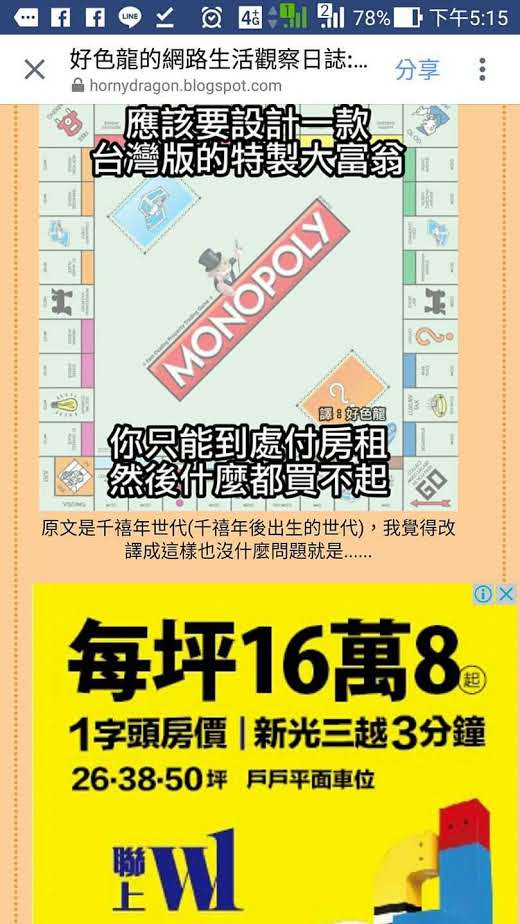 LINE
4G
1
2
78%
下午5:15
好色龍的網路生活觀察日誌:...
分享
hornydragon.blogspot.com
應該要設計一款
台灣版的特製大富翁
MONOPOLY
譯：好色龍
你只能到處付房租
然後什麼都買不起
GO
原文是千禧年世代(千禧年後出生的世代)，我覺得改
譯成這樣也沒什麼問題就是......
每坪16萬8起
1字頭房價|新光三越3分鐘
26·38·50坪 戶戶平面車位
聯上
W1